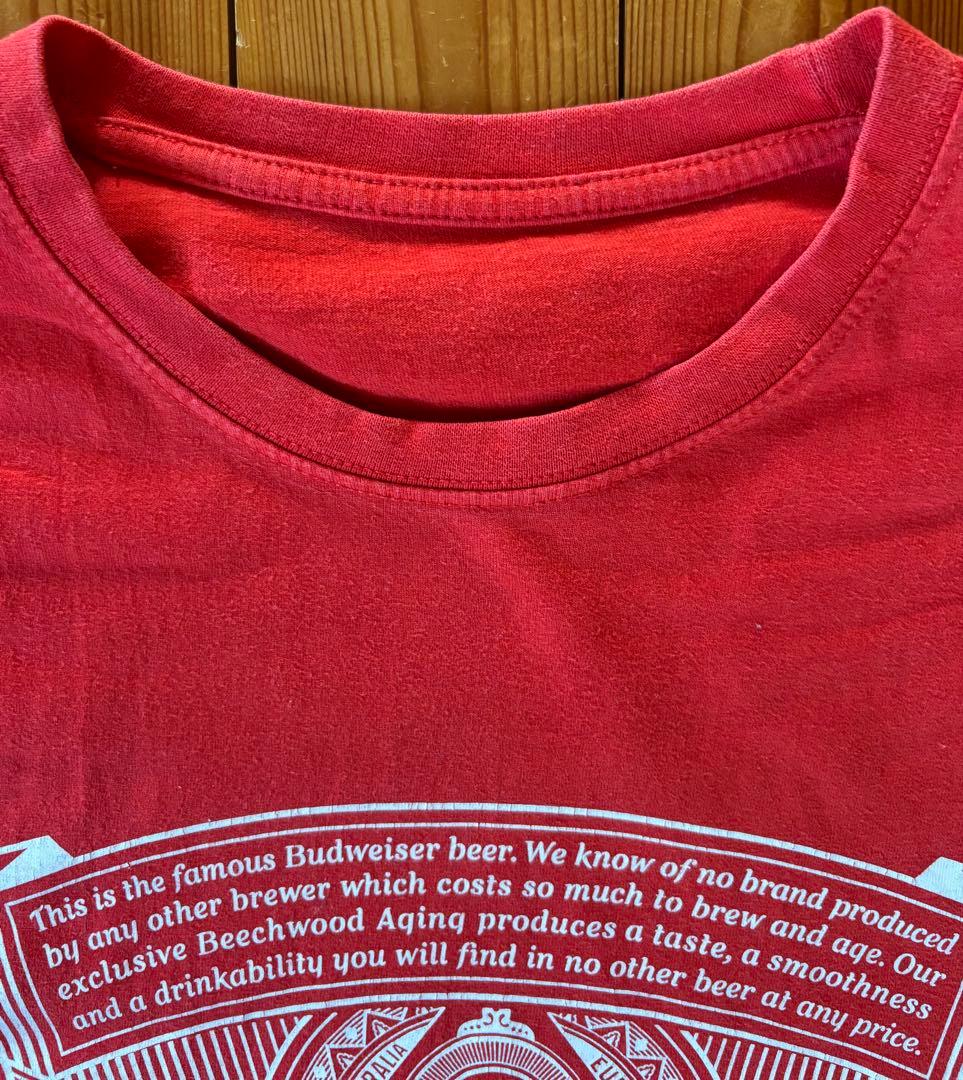 This is the famous Budweiser beer. We know of no brand produced
by any other brewer which costs so much to brew and age. Our
exclusive Beechwood Aging produces a taste, a smoothness
and a drinkability you will find in no other beer at any price.